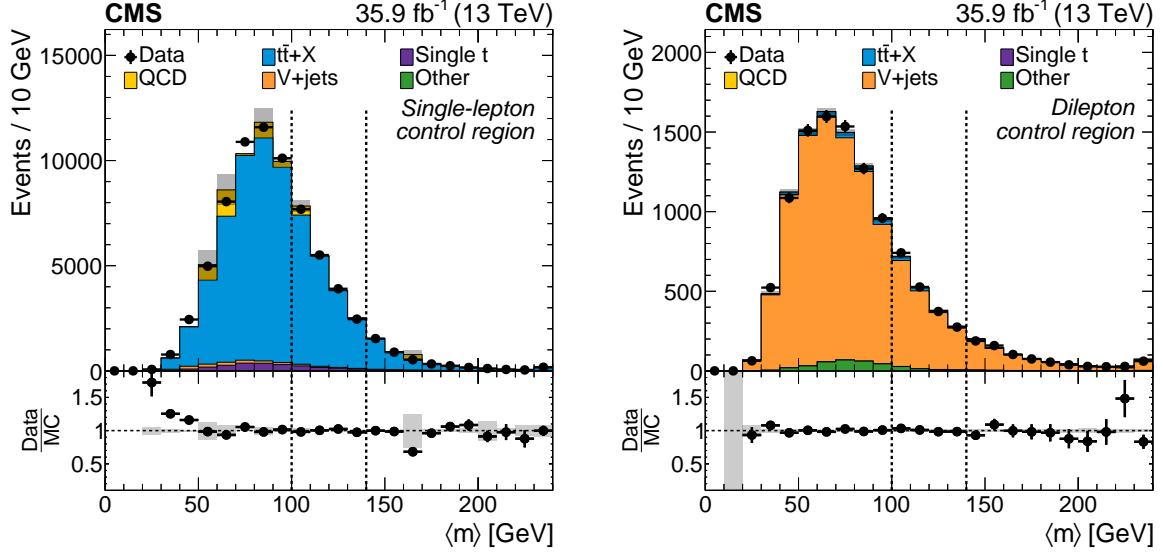 CMS 35.9 fb⁻¹ (13 TeV)
Events / 10 GeV
15000
10000
5000
0
Data
tt̄+X
Single t
QCD
V+jets
Other
Single-lepton
control region
Data
MC
1.5
1
0.5
0 50 100 150 200
⟨m⟩ [GeV]
CMS 35.9 fb⁻¹ (13 TeV)
Events / 10 GeV
2000
1500
1000
500
0
Data
tt̄+X
Single t
QCD
V+jets
Other
Dilepton
control region
Data
MC
1.5
1
0.5
0 50 100 150 200
⟨m⟩ [GeV]